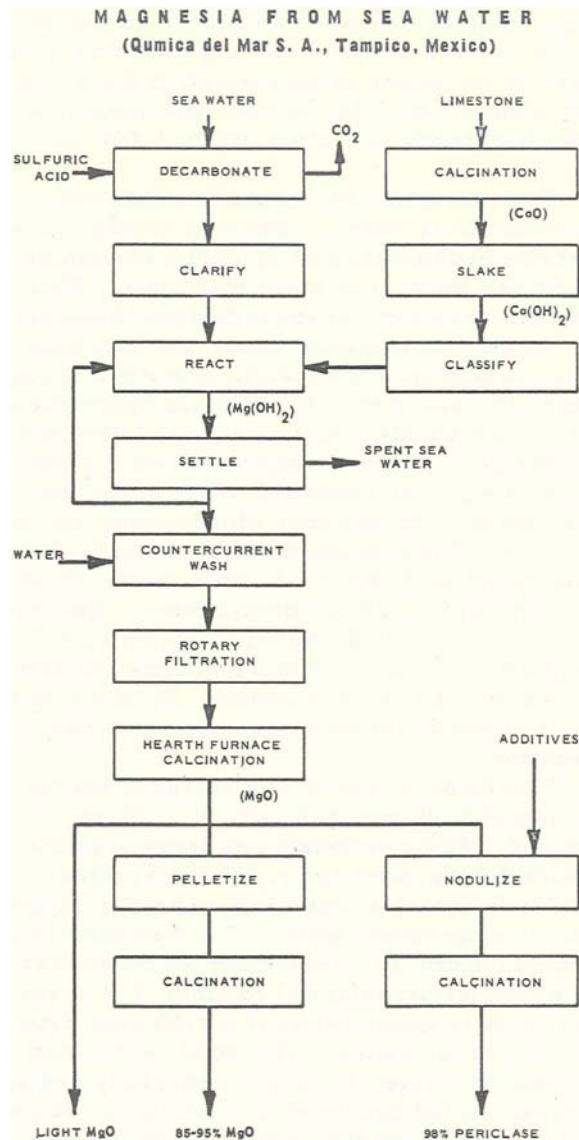 MAGNESIA FROM SEA WATER
(Qumica del Mar S. A., Tampico, Mexico)
SEA WATER
LIMESTONE
CO2
SULFURIC
ACID
DECARBONATE
CALCINATION
(CaO)
CLARIFY
SLAKE
(Ca(OH)2)
REACT
CLASSIFY
(Mg(OH)2)
SETTLE
SPENT SEA
WATER
WATER
COUNTERCURRENT
WASH
ROTARY
FILTRATION
HEARTH FURNACE
CALCINATION
ADDITIVES
(MgO)
PELLETIZE
NODULIZE
CALCINATION
CALCINATION
LIGHT MgO
85-95% MgO
98% PERICLASE